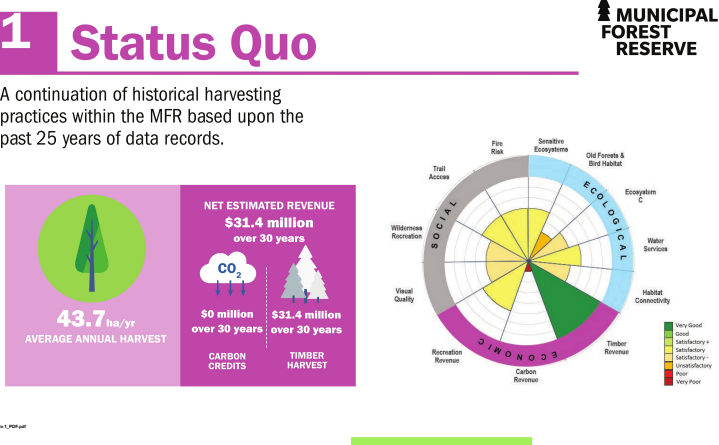 1
Status Quo
MUNICIPAL
FOREST
RESERVE
A continuation of historical harvesting
practices within the MFR based upon the
past 25 years of data records.
43.7ha/yr
AVERAGE ANNUAL HARVEST
NET ESTIMATED REVENUE
$31.4 million
over 30 years
CO2
$0 million
over 30 years
CARBON
CREDITS
$31.4 million
over 30 years
TIMBER
HARVEST
Fire
Risk
Sensitive
Ecosystems
Old Forests &
Bird Habitat
Ecosystem
C
Water
Services
Habitat
Connectivity
Timber
Revenue
Carbon
Revenue
Recreation
Revenue
Visual
Quality
Wilderness
Recreation
Trail
Access
SOCIAL
ECOLOGICAL
ECONOMIC
Very Good
Good
Satisfactory +
Satisfactory
Satisfactory -
Unsatisfactory
Poor
Very Poor